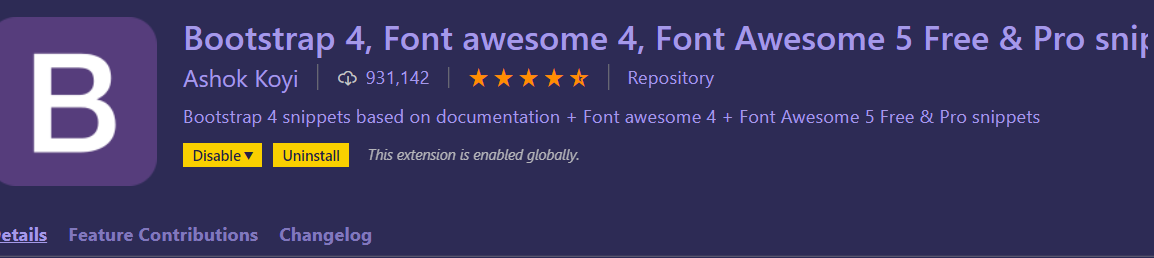 B
Bootstrap 4, Font awesome 4, Font Awesome 5 Free & Pro snip
Ashok Koyi 931,142 Repository
Bootstrap 4 snippets based on documentation + Font awesome 4 + Font Awesome 5 Free & Pro snippets
Disable Uninstall This extension is enabled globally.
etails Feature Contributions Changelog